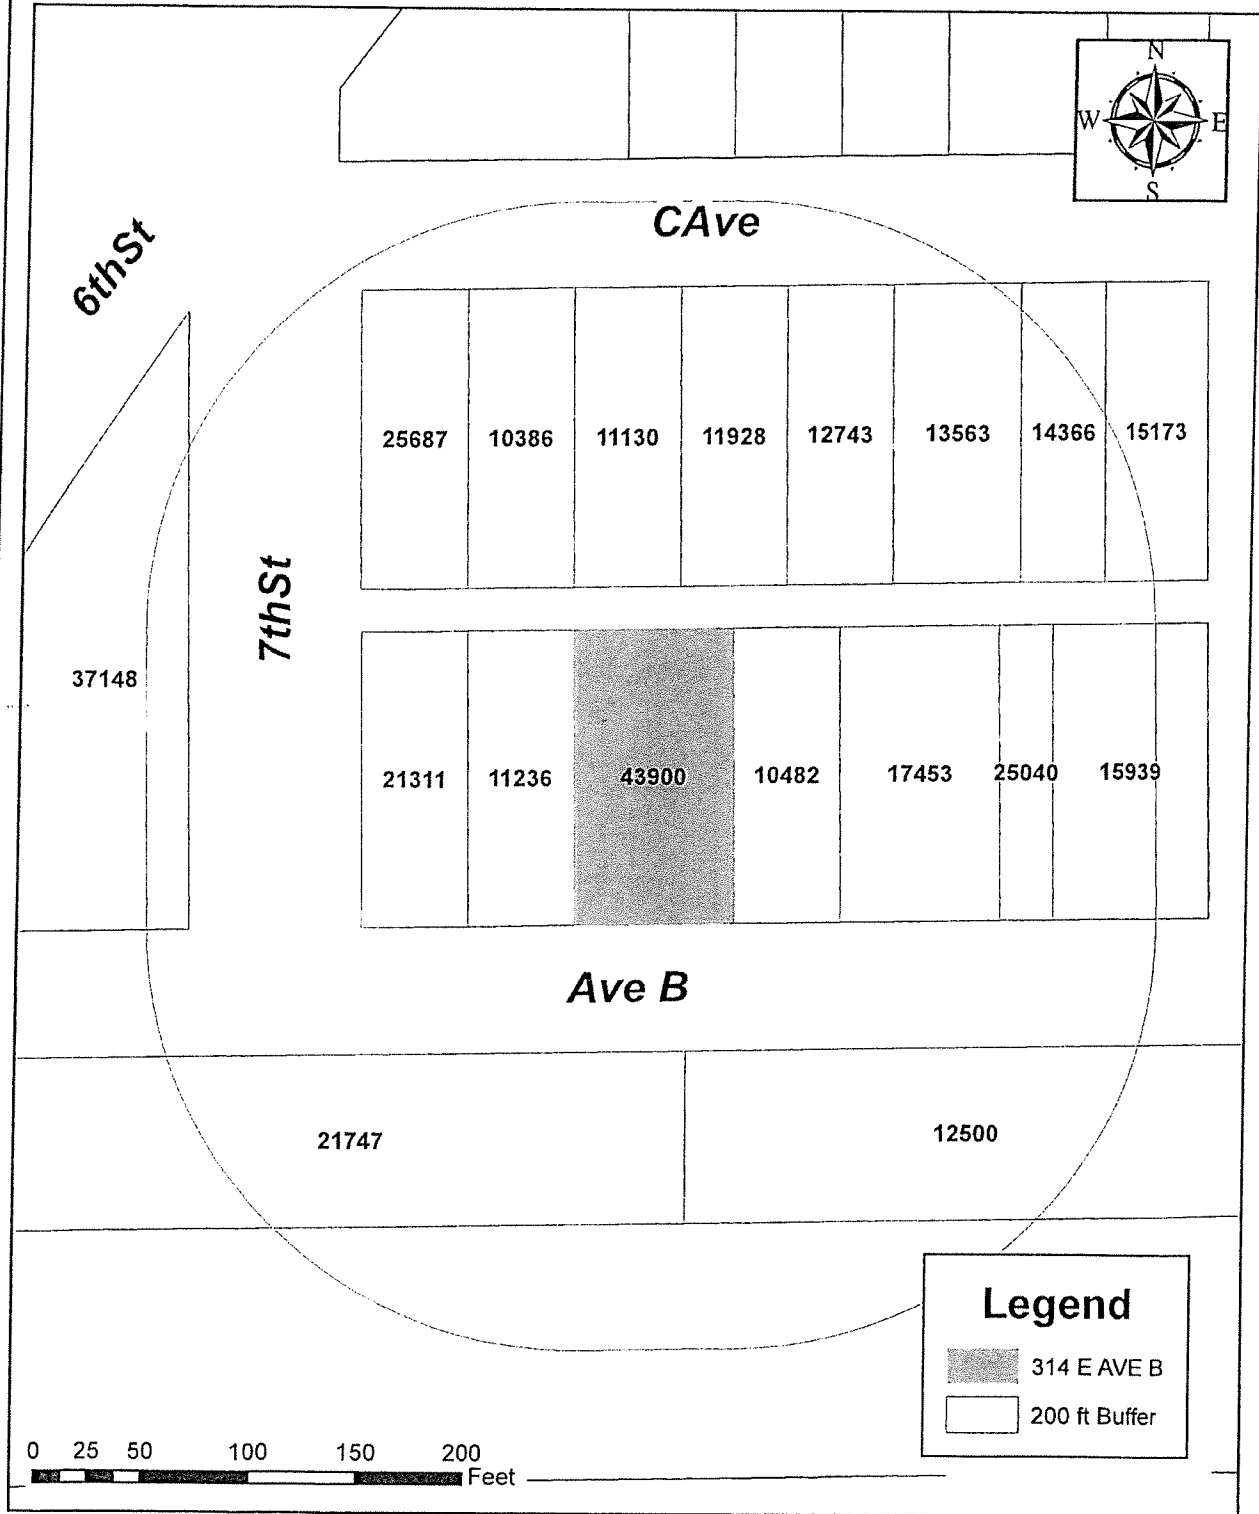 N
W E
S
CAve
6thSt
25687 10386 11130 11928 12743 13563 14366 15173
7thSt
37148
21311 11236 43900 10482 17453 25040 15939
Ave B
21747 12500
Legend
314 E AVE B
200 ft Buffer
0 25 50 100 150 200
Feet